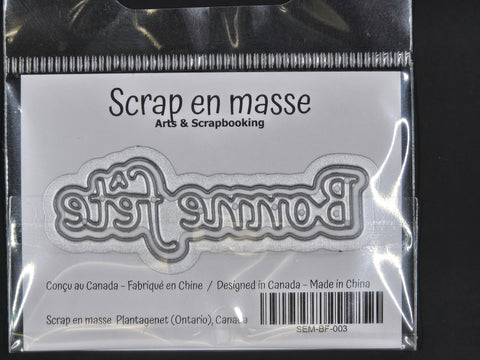 Scrap en masse
Arts & Scrapbooking
Bonne fête
Conçu au Canada - Fabriqué en Chine / Designed in Canada - Made in China
Scrap en masse Plantagenet (Ontario), Canada
SEM-BF-003